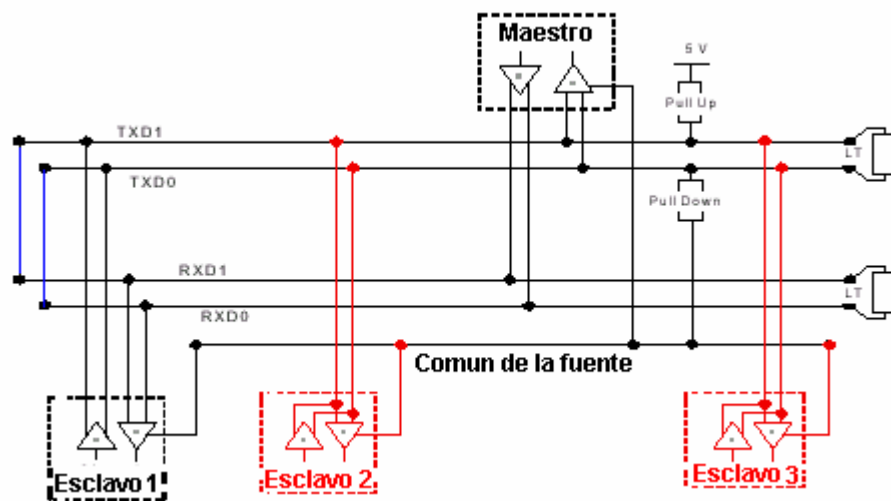 Maestro
5 V
Pull Up
TXD1
LT
TXD0
Pull Down
RXD1
LT
RXD0
Comun de la fuente
Esclavo 1
Esclavo 2
Esclavo 3